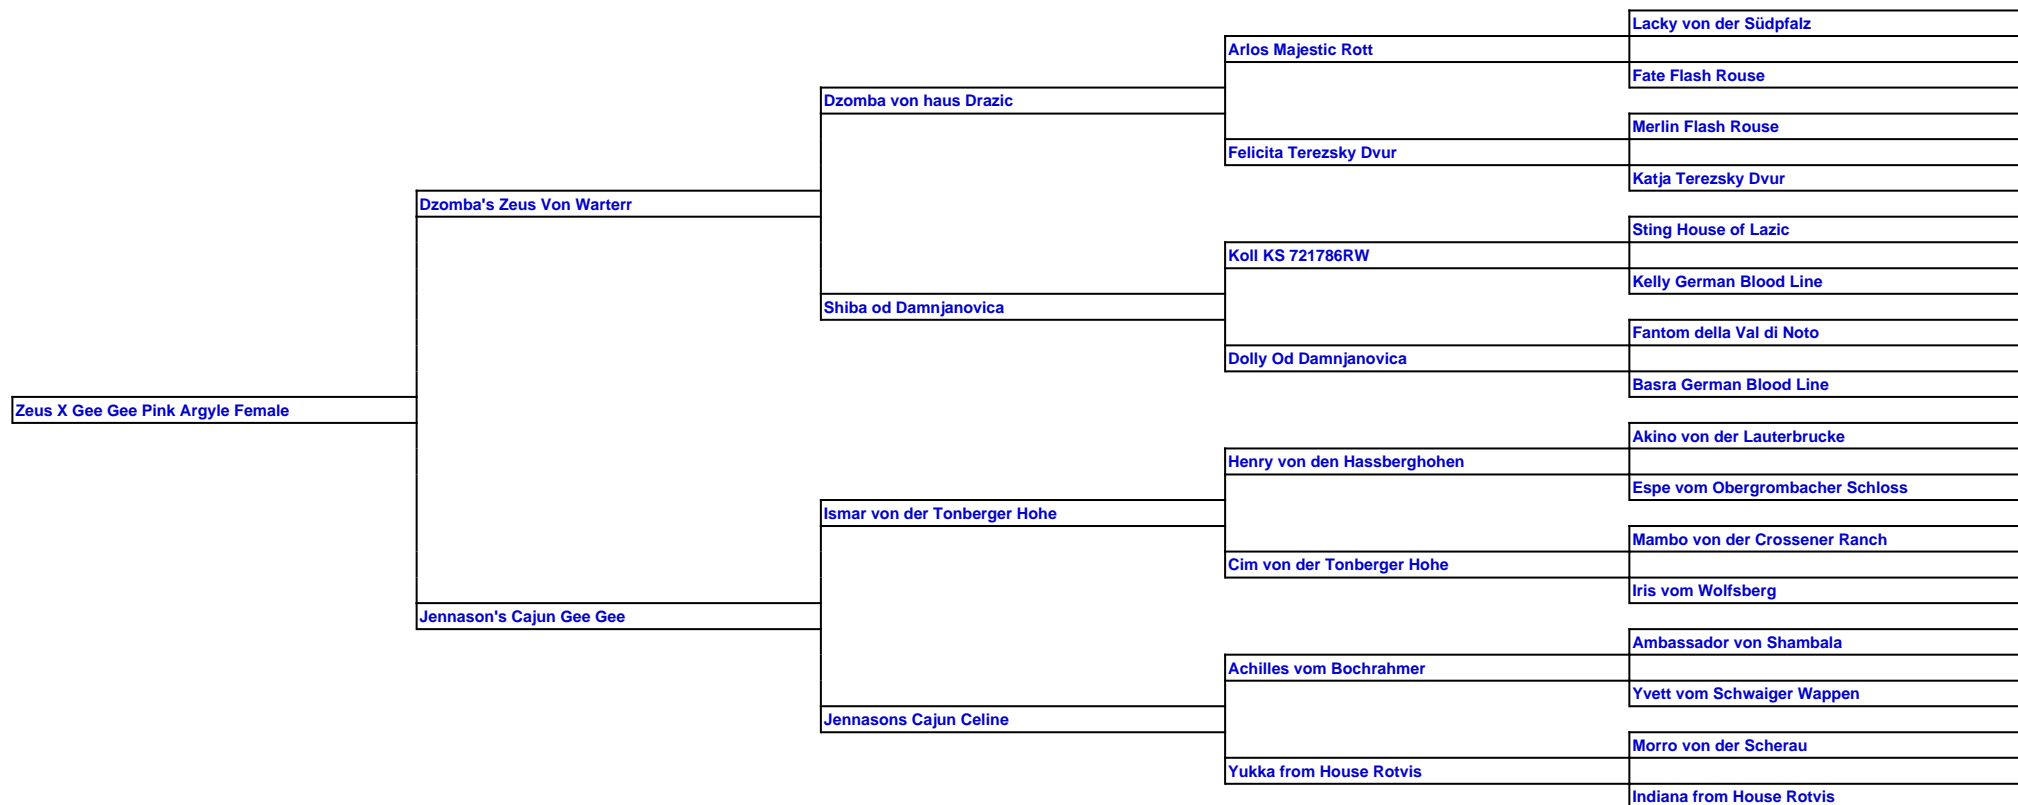 Lacky von der Südpfalz
Arlos Majestic Rott
Fate Flash Rouse
Dzomba von haus Drazic
Merlin Flash Rouse
Felicita Terezsky Dvur
Katja Terezsky Dvur
Dzomba's Zeus Von Warterr
Sting House of Lazic
Koll KS 721786RW
Kelly German Blood Line
Shiba od Damnjanovica
Fantom della Val di Noto
Dolly Od Damnjanovica
Basra German Blood Line
Zeus X Gee Gee Pink Argyle Female
Akino von der Lauterbrucke
Henry von den Hassberghohen
Espe vom Obergrombacher Schloss
Ismar von der Tonberger Hohe
Mambo von der Crossener Ranch
Cim von der Tonberger Hohe
Iris vom Wolfsberg
Jennason's Cajun Gee Gee
Ambassador von Shambala
Achilles vom Bochrahmer
Yvett vom Schwaiger Wappen
Jennasons Cajun Celine
Morro von der Scherau
Yukka from House Rotvis
Indiana from House Rotvis